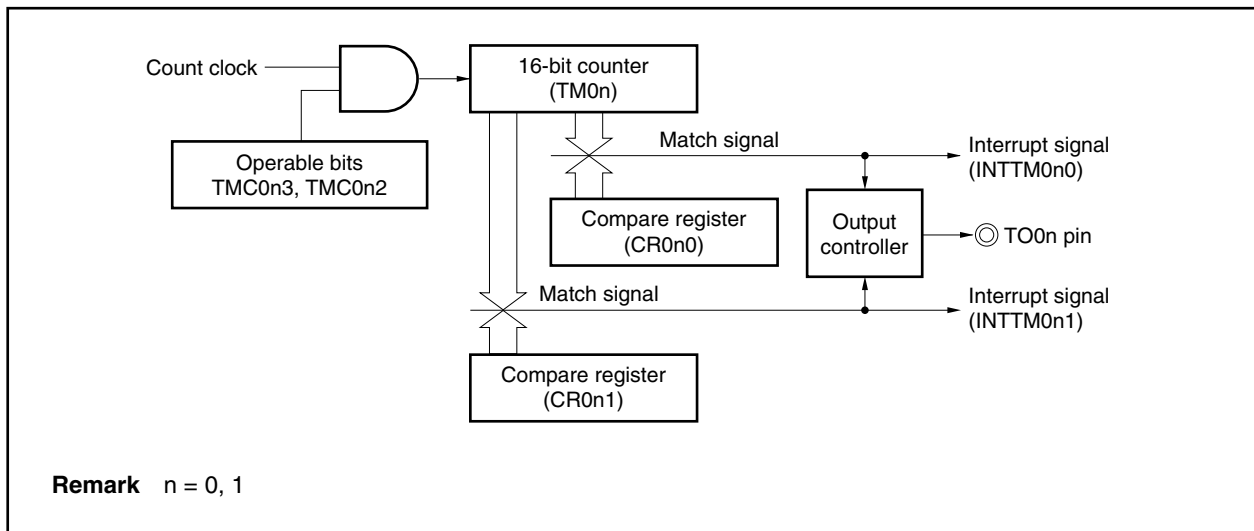 Count clock
16-bit counter
(TM0n)
Operable bits
TMC0n3, TMC0n2
Match signal
Interrupt signal
(INTTM0n0)
Compare register
(CR0n0)
Output
controller
TO0n pin
Match signal
Interrupt signal
(INTTM0n1)
Compare register
(CR0n1)
Remark n = 0, 1